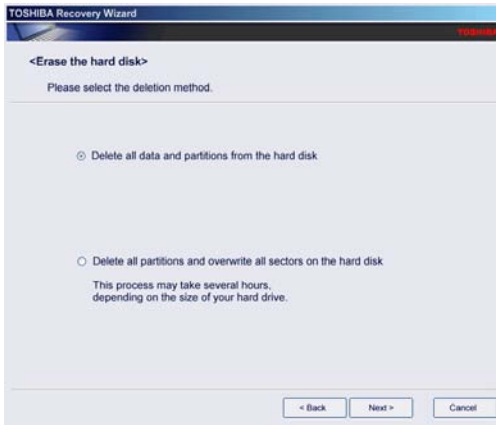 TOSHIBA Recovery Wizard
TOSHIBA
<Erase the hard disk>
Please select the deletion method.
Delete all data and partitions from the hard disk
Delete all partitions and overwrite all sectors on the hard disk
This process may take several hours,
depending on the size of your hard drive.
< Back Next > Cancel